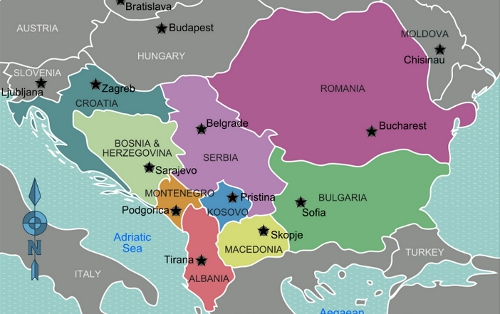 Bratislava
AUSTRIA
Budapest
HUNGARY
MOLDOVA
Chisinau
SLOVENIA
Ljubljana
Zagreb
CROATIA
ROMANIA
Belgrade
Bucharest
BOSNIA &
HERZEGOVINA
Sarajevo
SERBIA
MONTENEGRO
Pristina
BULGARIA
Podgorica
KOSOVO
Sofia
Skopje
Adriatic
Sea
MACEDONIA
TURKEY
Tirana
ITALY
ALBANIA
N
Aegaean